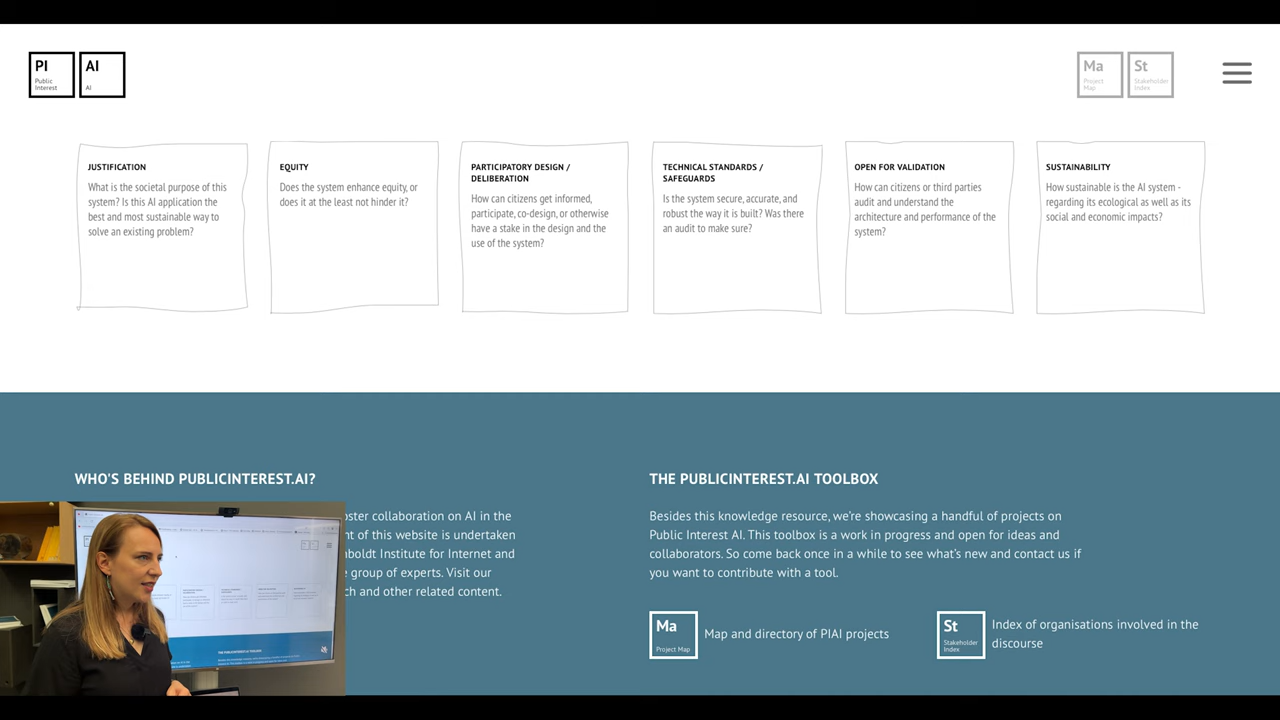 PI
Public
Interest
AI
AI
Ma
Project
Map
St
Stakeholder
Index
JUSTIFICATION
What is the societal purpose of this
system? Is this AI application the
best and most sustainable way to
solve an existing problem?
EQUITY
Does the system enhance equity, or
does it at the least not hinder it?
PARTICIPATORY DESIGN /
DELIBERATION
How can citizens get informed,
participate, co-design, or otherwise
have a stake in the design and the
use of the system?
TECHNICAL STANDARDS /
SAFEGUARDS
Is the system secure, accurate, and
robust the way it is built? Was there
an audit to make sure?
OPEN FOR VALIDATION
How can citizens or third parties
audit and understand the
architecture and performance of the
system?
SUSTAINABILITY
How sustainable is the AI system -
regarding its ecological as well as its
social and economic impacts?
WHO'S BEHIND PUBLICINTEREST.AI?
collaboration on AI in the
of this website is undertaken
Institute for Internet and
group of experts. Visit our
and other related content.
THE PUBLICINTEREST.AI TOOLBOX
Besides this knowledge resource, we're showcasing a handful of projects on
Public Interest AI. This toolbox is a work in progress and open for ideas and
collaborators. So come back once in a while to see what's new and contact us if
you want to contribute with a tool.
Ma
Project Map
Map and directory of PIAI projects
St
Stakeholder
Index
Index of organisations involved in the
discourse